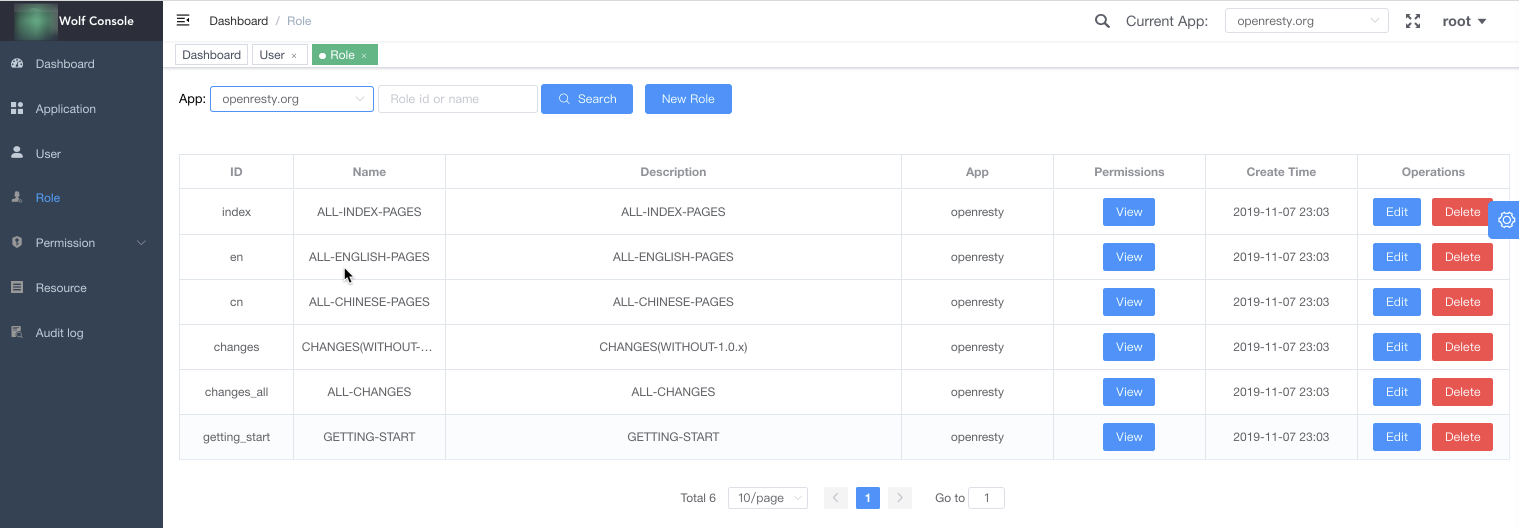 Wolf Console
Dashboard / Role
Current App: openresty.org root
Dashboard User × Role ×
Dashboard
Application
User
Role
Permission
Resource
Audit log
App: openresty.org Role id or name Search New Role
ID Name Description App Permissions Create Time Operations
index ALL-INDEX-PAGES ALL-INDEX-PAGES openresty View 2019-11-07 23:03 Edit Delete
en ALL-ENGLISH-PAGES ALL-ENGLISH-PAGES openresty View 2019-11-07 23:03 Edit Delete
cn ALL-CHINESE-PAGES ALL-CHINESE-PAGES openresty View 2019-11-07 23:03 Edit Delete
changes CHANGES(WITHOUT-... CHANGES(WITHOUT-1.0.x) openresty View 2019-11-07 23:03 Edit Delete
changes_all ALL-CHANGES ALL-CHANGES openresty View 2019-11-07 23:03 Edit Delete
getting_start GETTING-START GETTING-START openresty View 2019-11-07 23:03 Edit Delete
Total 6 10/page 1 Go to 1